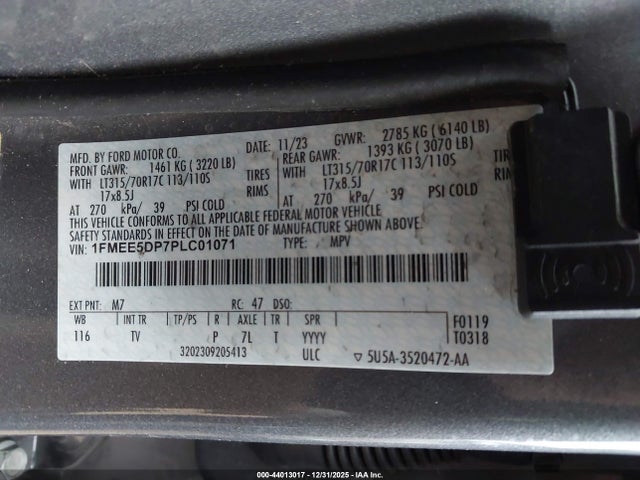 MFD. BY FORD MOTOR CO. DATE: 11/23 GVWR: 2785 KG ( 6140 LB)
FRONT GAWR: 1461 KG ( 3220 LB) REAR GAWR: 1393 KG ( 3070 LB)
WITH LT315/70R17C 113/110S TIRES WITH LT315/70R17C 113/110S TIRES
17x8.5J RIMS 17x8.5J RIMS
AT 270 kPa/ 39 PSI COLD AT 270 kPa/ 39 PSI COLD
THIS VEHICLE CONFORMS TO ALL APPLICABLE FEDERAL MOTOR VEHICLE
SAFETY STANDARDS IN EFFECT ON THE DATE OF MANUFACTURE SHOWN ABOVE.
VIN: 1FMEE5DP7PLC01071 TYPE: MPV
EXT PNT: M7 RC: 47 DSO:
WB INT TR TP/PS R AXLE TR SPR F0119
116 TV P 7L T YYYY T0318
3202309205413 ULC 5U5A-3520472-AA
000-44013017 - 12/31/2025 - IAA Inc.